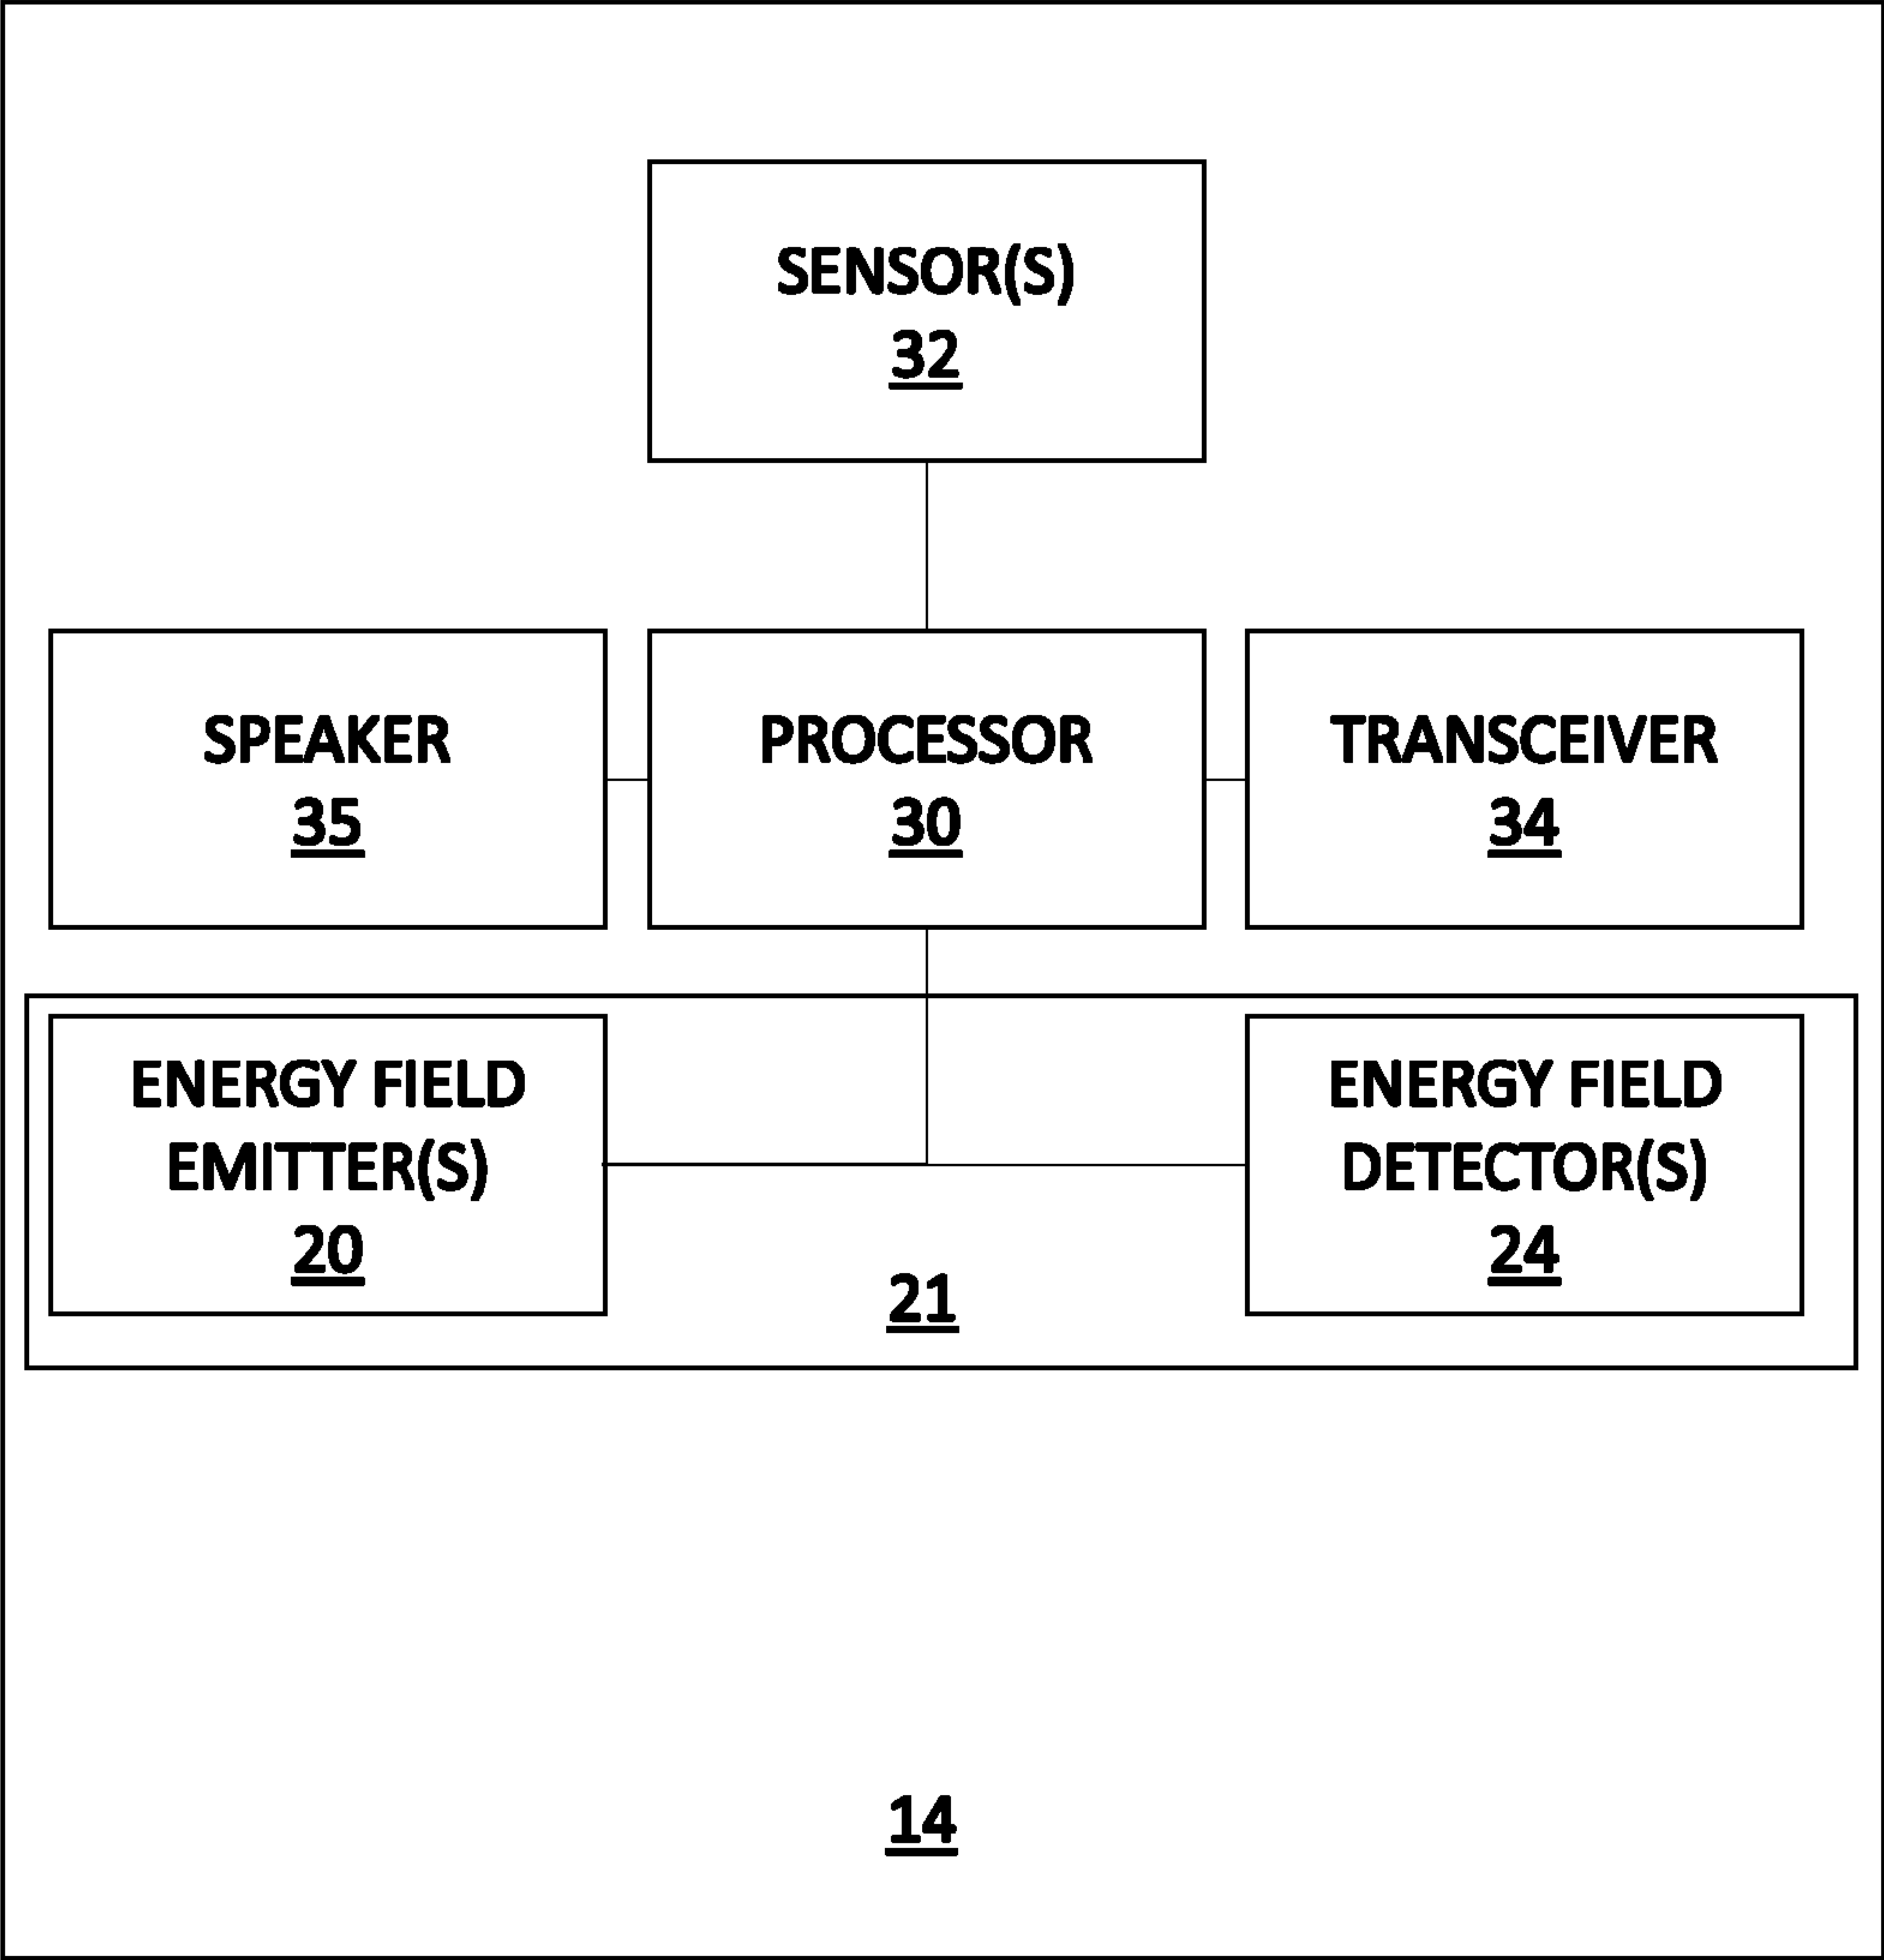 SENSOR(S)
32
SPEAKER
35
PROCESSOR
30
TRANSCEIVER
34
ENERGY FIELD
EMITTER(S)
20
ENERGY FIELD
DETECTOR(S)
24
21
14